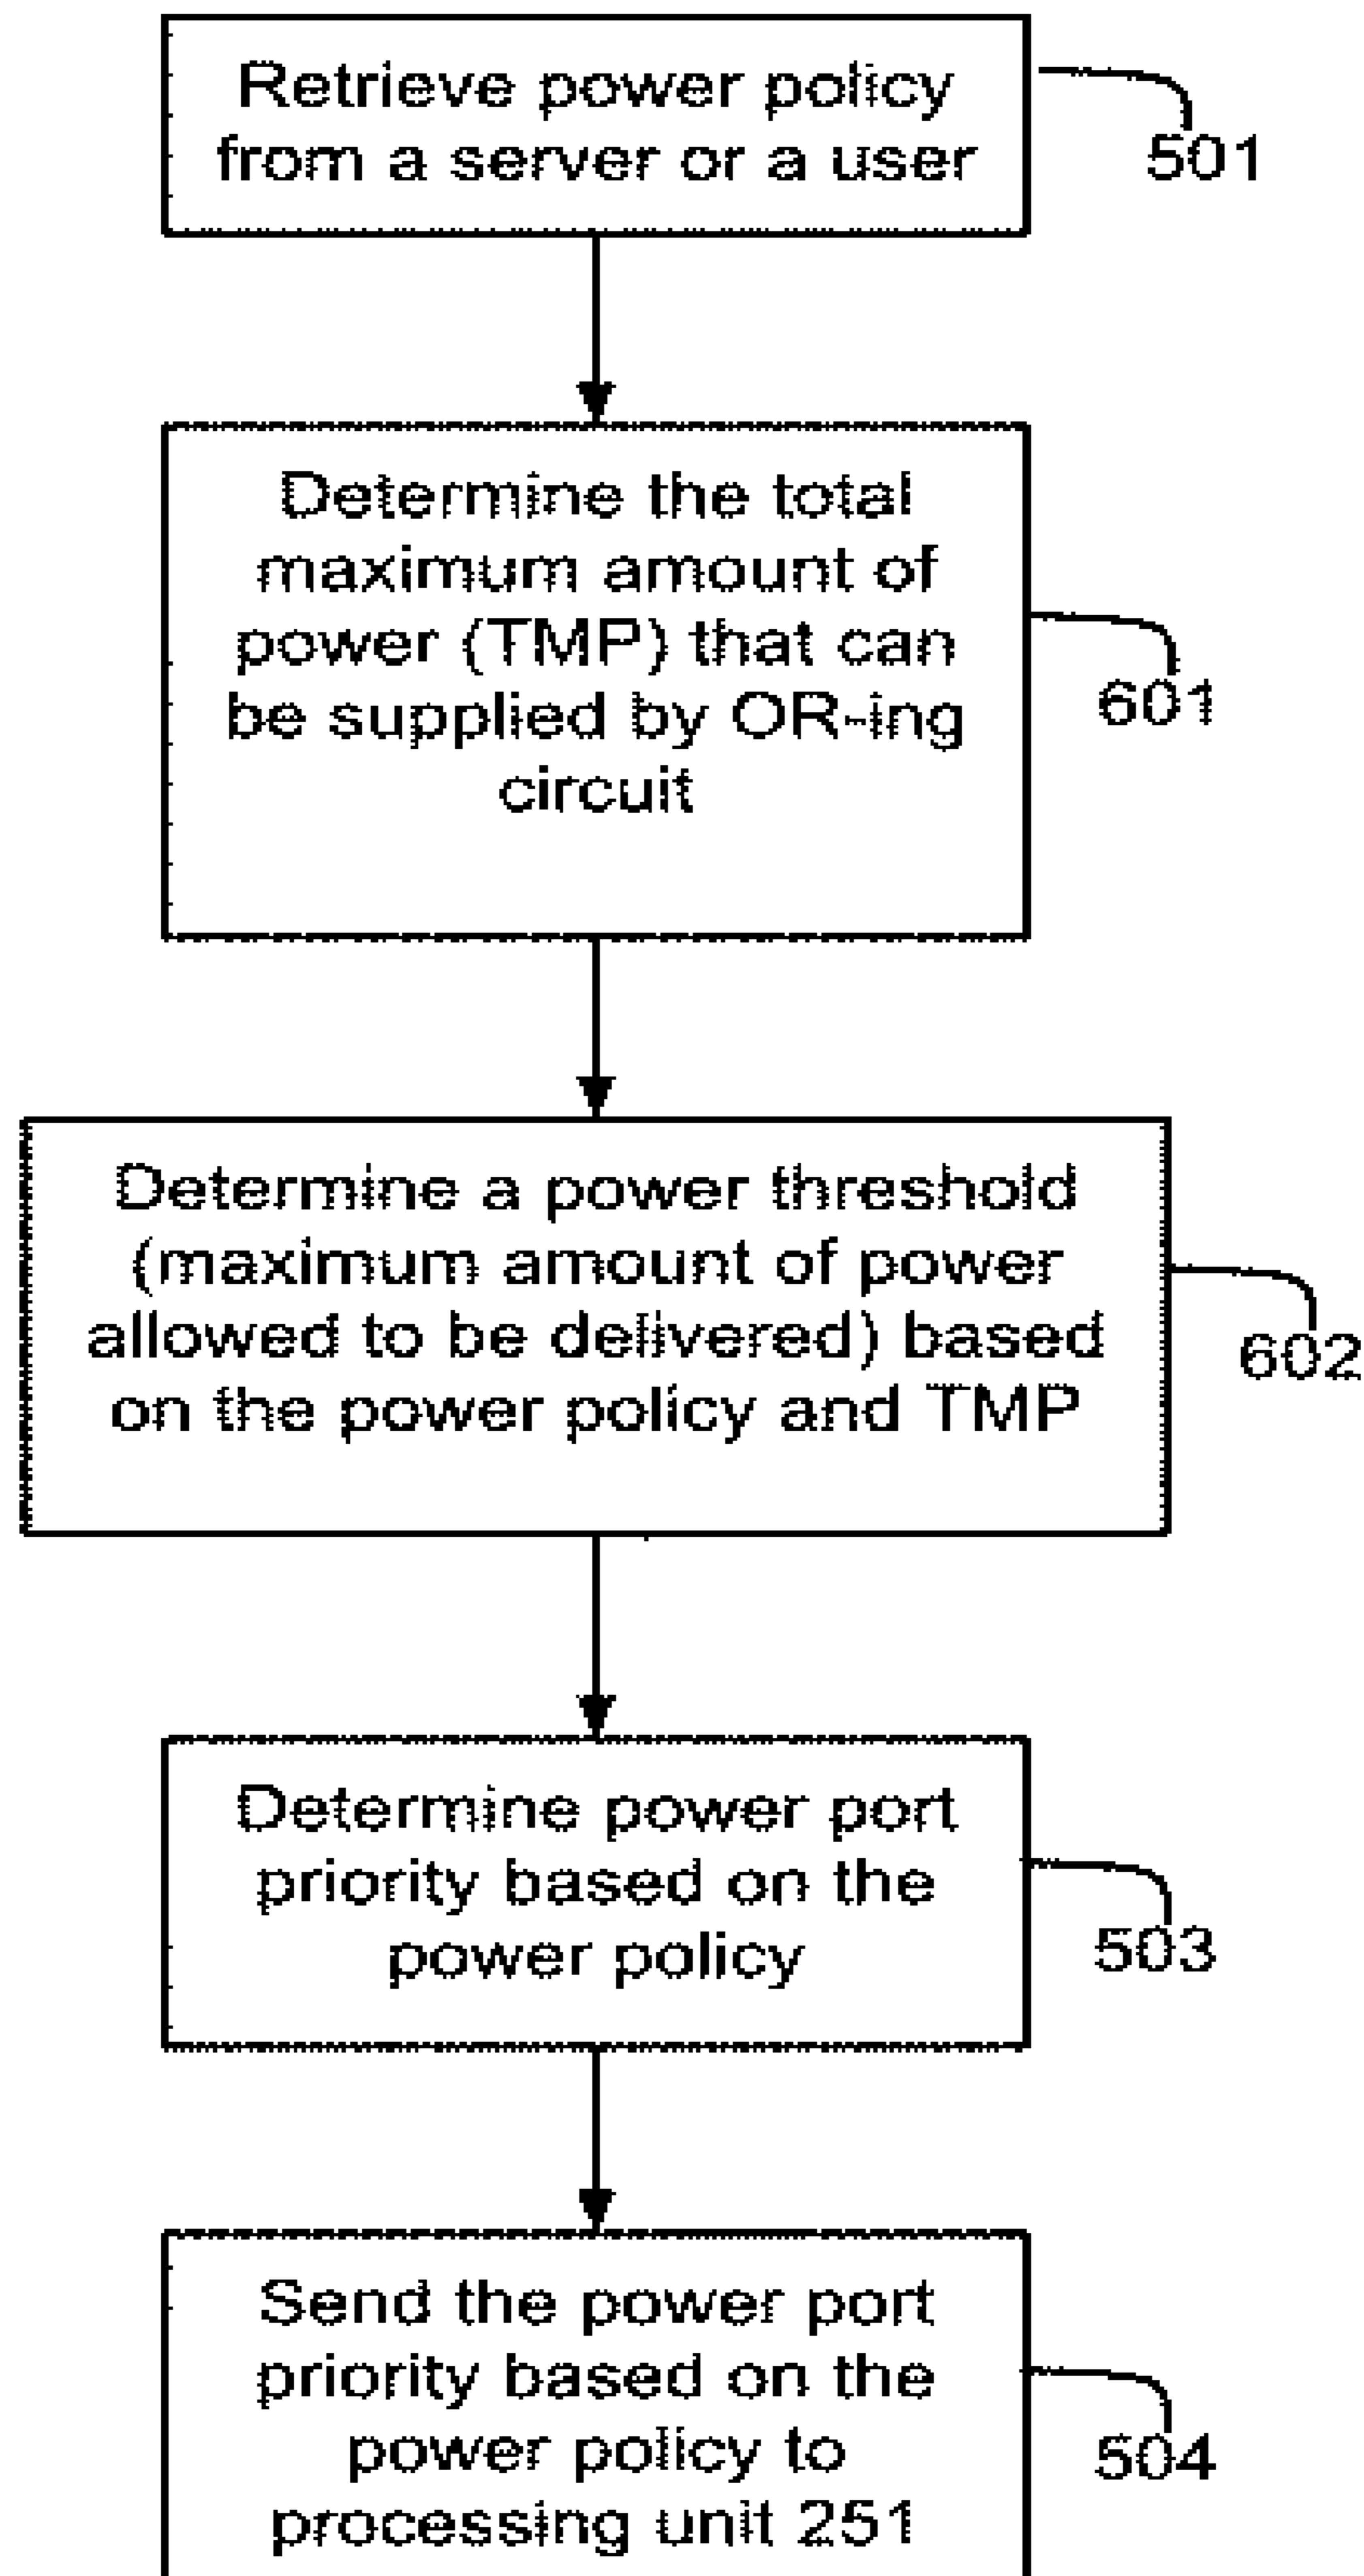 Retrieve power policy
from a server or a user
501
Determine the total
maximum amount of
power (TMP) that can
be supplied by OR-ing
circuit
601
Determine a power threshold
(maximum amount of power
allowed to be delivered) based
on the power policy and TMP
602
Determine power port
priority based on the
power policy
503
Send the power port
priority based on the
power policy to
processing unit 251
504